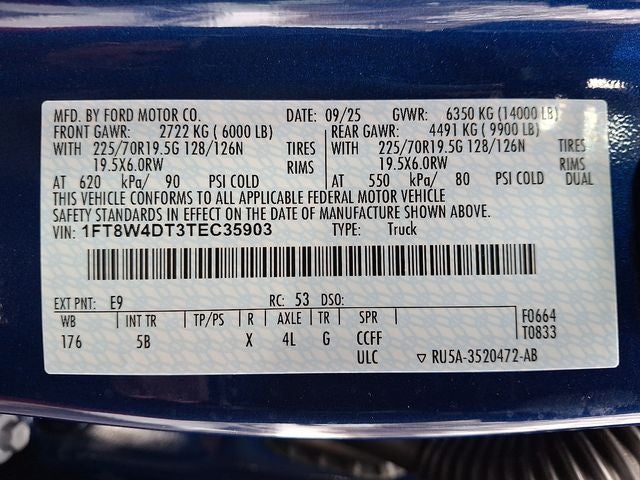 MFD. BY FORD MOTOR CO. DATE: 09/25 GVWR: 6350 KG (14000 LB)
FRONT GAWR: 2722 KG ( 6000 LB) REAR GAWR: 4491 KG ( 9900 LB)
WITH 225/70R19.5G 128/126N TIRES WITH 225/70R19.5G 128/126N TIRES
19.5X6.0RW RIMS 19.5X6.0RW RIMS
AT 620 kPa/ 90 PSI COLD AT 550 kPa/ 80 PSI COLD DUAL
THIS VEHICLE CONFORMS TO ALL APPLICABLE FEDERAL MOTOR VEHICLE
SAFETY STANDARDS IN EFFECT ON THE DATE OF MANUFACTURE SHOWN ABOVE.
VIN: 1FT8W4DT3TEC35903 TYPE: Truck
EXT PNT: E9 RC: 53 DSO:
WB INT TR TP/PS R AXLE TR SPR F0664
176 5B X 4L G CCFF T0833
ULC ▽ RU5A-3520472-AB